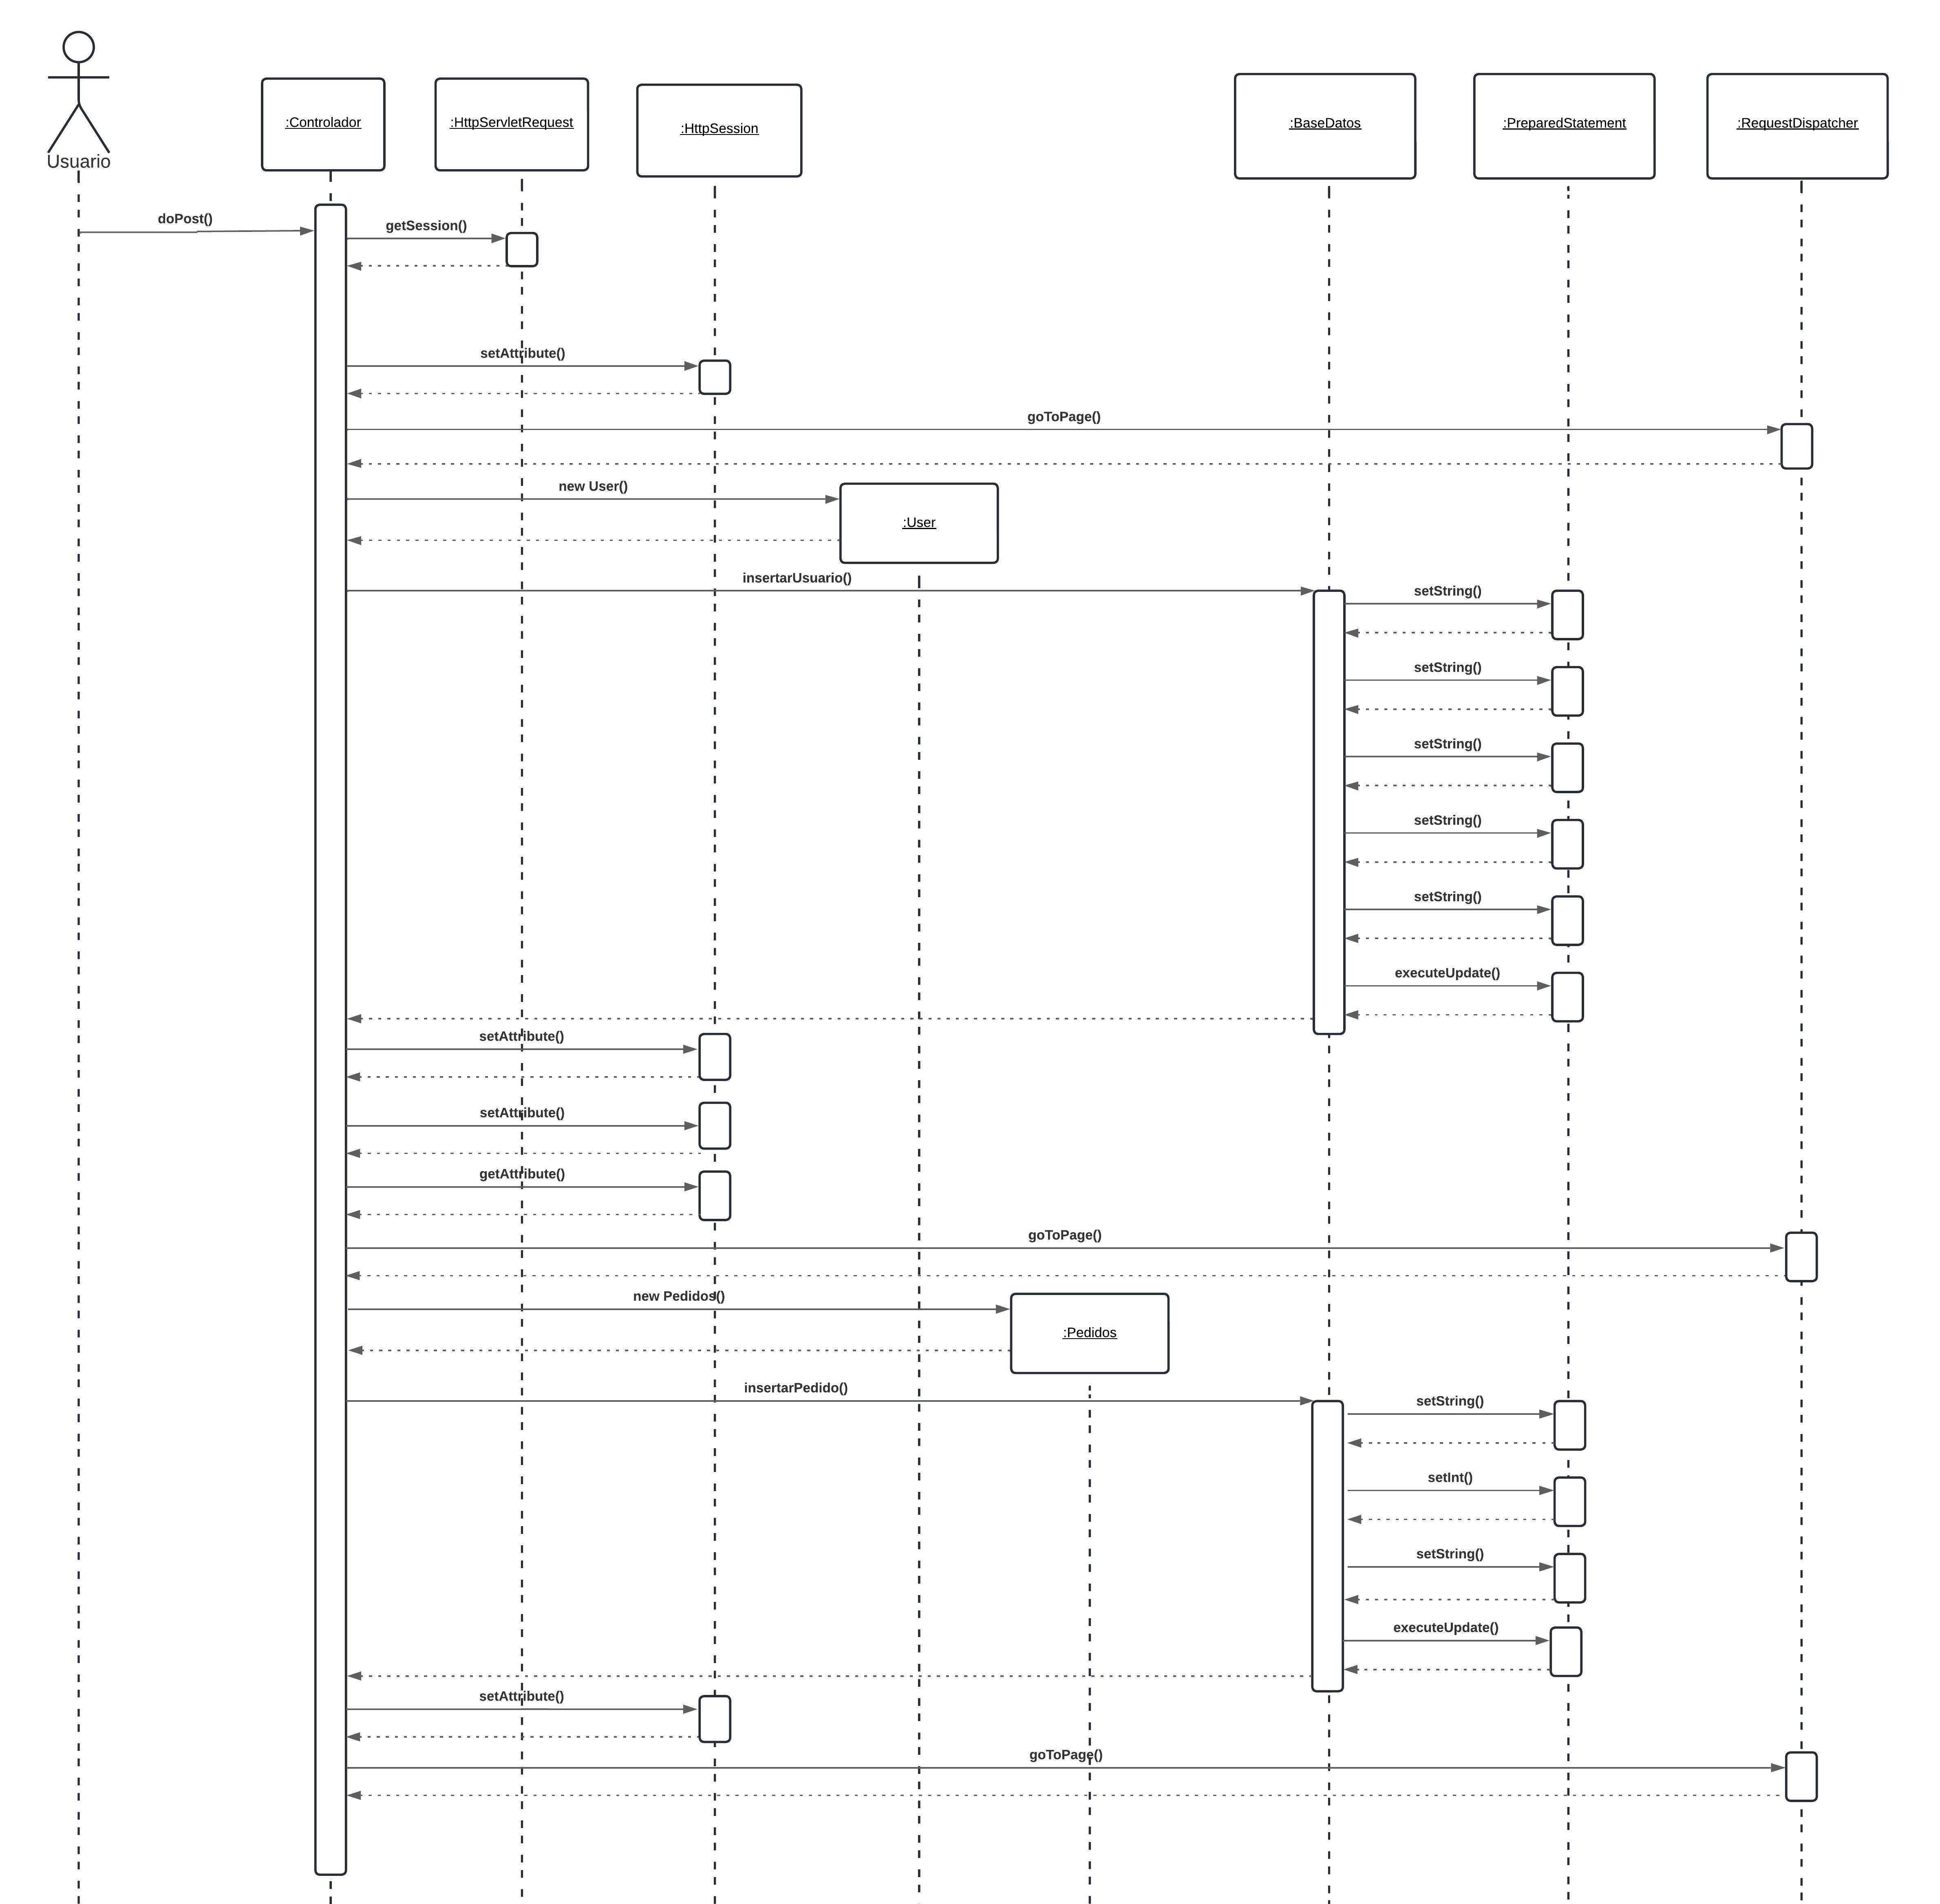 Usuario
:Controlador
:HttpServletRequest
:HttpSession
:BaseDatos
:PreparedStatement
:RequestDispatcher
doPost()
getSession()
setAttribute()
goToPage()
new User()
:User
insertarUsuario()
setString()
setString()
setString()
setString()
setString()
executeUpdate()
setAttribute()
setAttribute()
getAttribute()
goToPage()
new Pedidos()
:Pedidos
insertarPedido()
setString()
setInt()
setString()
executeUpdate()
setAttribute()
goToPage()